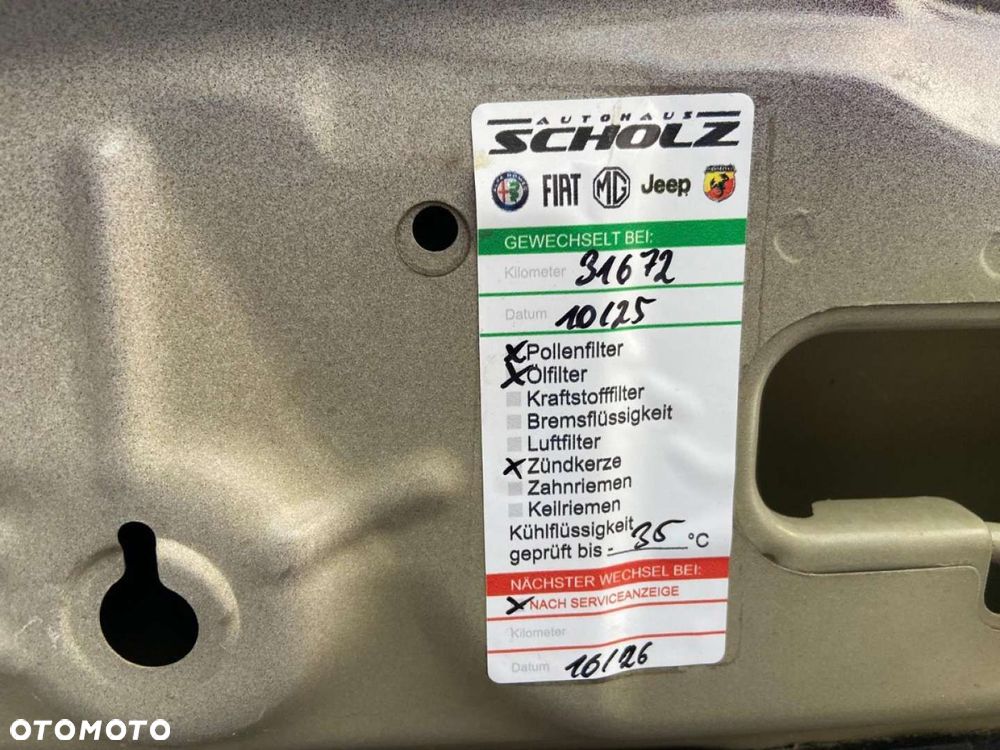 AUTOHAUS
SCHOLZ
FIAT MG Jeep
GEWECHSELT BEI:
Kilometer 31672
Datum 10/25
x Pollenfilter
x Ölfilter
Kraftstofffilter
Bremsflüssigkeit
Luftfilter
x Zündkerze
Zahnriemen
Keilriemen
Kühlflüssigkeit
geprüft bis - 35 °C
NÄCHSTER WECHSEL BEI:
x NACH SERVICEANZEIGE
Kilometer
Datum 10/26
OTOMOTO